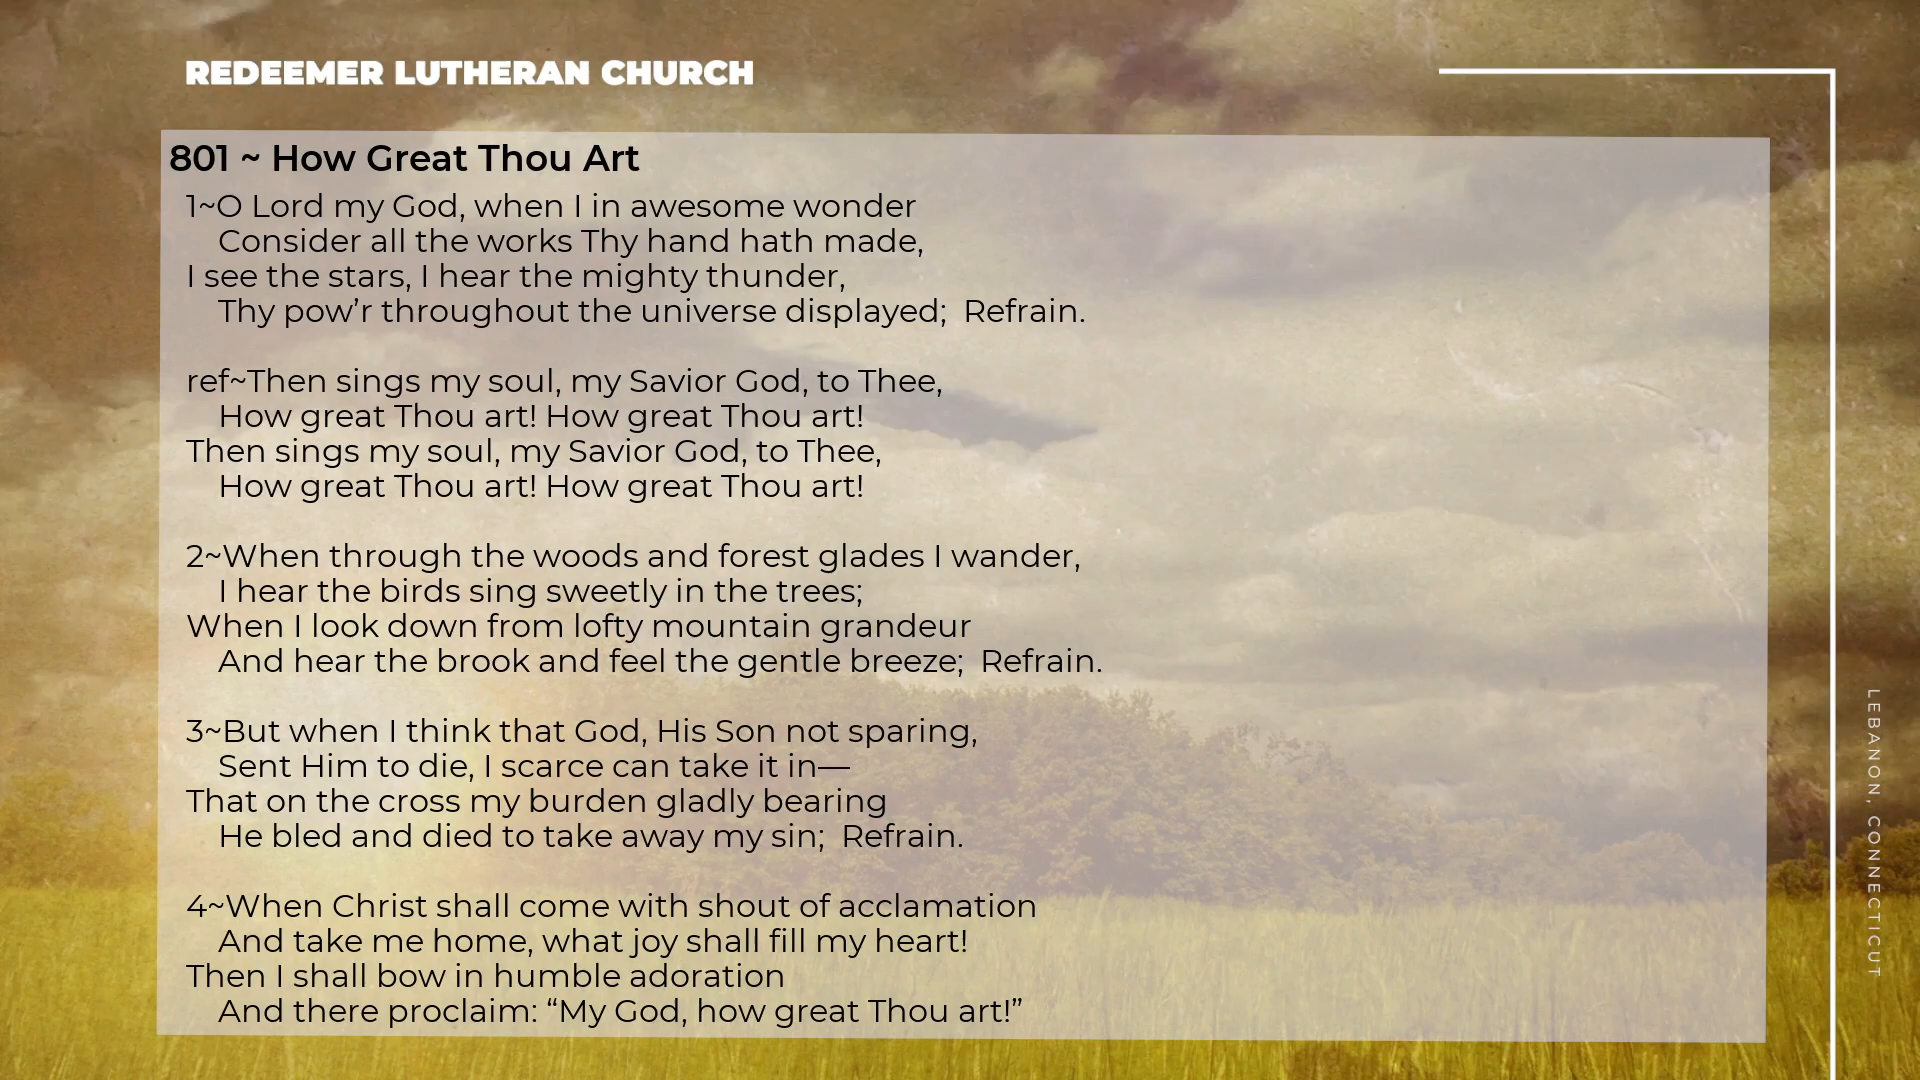 REDEEMER LUTHERAN CHURCH
801 ~ How Great Thou Art
1~O Lord my God, when I in awesome wonder
Consider all the works Thy hand hath made,
I see the stars, I hear the mighty thunder,
Thy pow’r throughout the universe displayed;  Refrain.
ref~Then sings my soul, my Savior God, to Thee,
How great Thou art! How great Thou art!
Then sings my soul, my Savior God, to Thee,
How great Thou art! How great Thou art!
2~When through the woods and forest glades I wander,
I hear the birds sing sweetly in the trees;
When I look down from lofty mountain grandeur
And hear the brook and feel the gentle breeze;  Refrain.
3~But when I think that God, His Son not sparing,
Sent Him to die, I scarce can take it in—
That on the cross my burden gladly bearing
He bled and died to take away my sin;  Refrain.
4~When Christ shall come with shout of acclamation
And take me home, what joy shall fill my heart!
Then I shall bow in humble adoration
And there proclaim: “My God, how great Thou art!”
LEBANON, CONNECTICUT